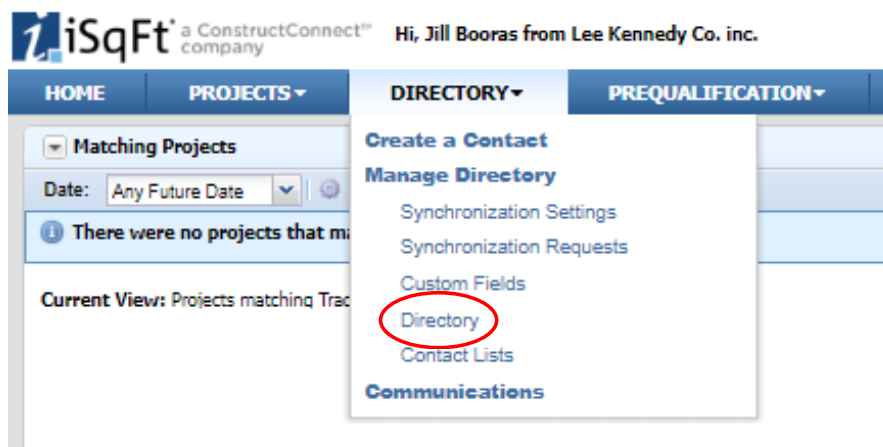 iSqFt a ConstructConnect™ company
Hi, Jill Booras from Lee Kennedy Co. inc.
HOME PROJECTS DIRECTORY PREQUALIFICATION
Matching Projects
Date: Any Future Date
There were no projects that
Current View: Projects matching
Create a Contact
Manage Directory
Synchronization Settings
Synchronization Requests
Custom Fields
Directory
Contact Lists
Communications